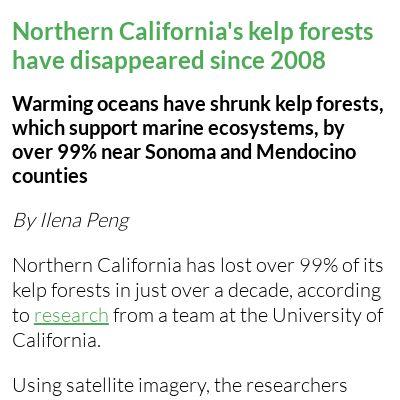 Northern California's kelp forests
have disappeared since 2008
Warming oceans have shrunk kelp forests,
which support marine ecosystems, by
over 99% near Sonoma and Mendocino
counties
By Ilena Peng
Northern California has lost over 99% of its
kelp forests in just over a decade, according
to research from a team at the University of
California.
Using satellite imagery, the researchers